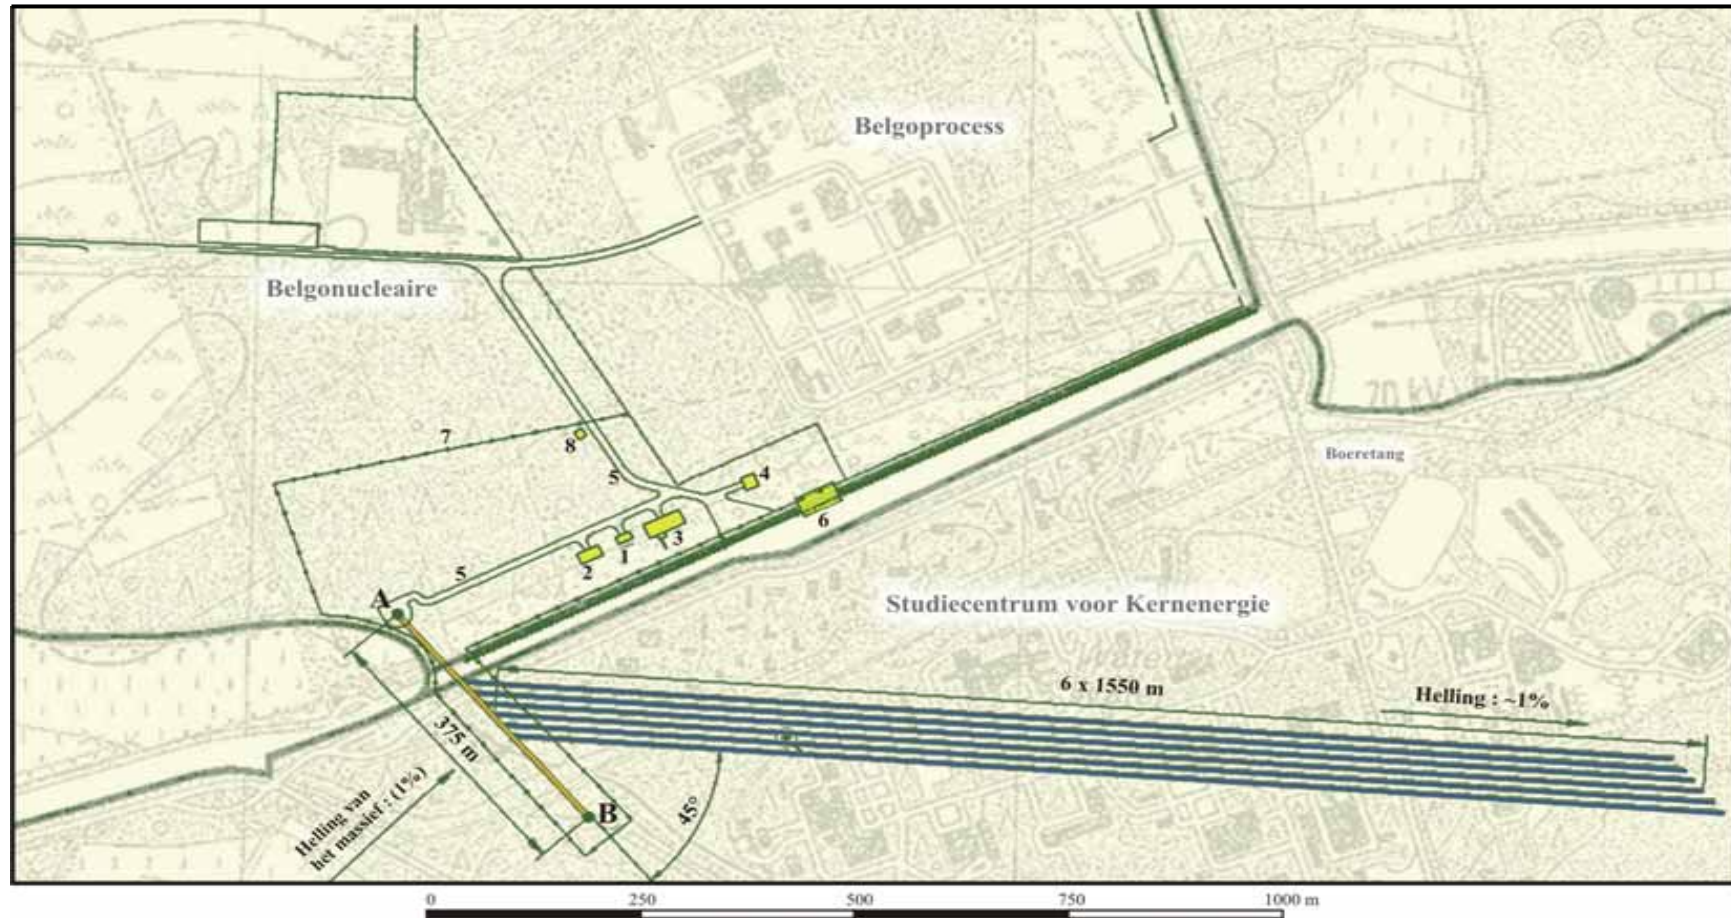 Belgoprocess
Belgonucleaire
7
8
5
4
Boeretang
20 KV
6
3
1
2
5
A
Studiecentrum voor Kernenergie
6 x 1550 m
Helling : ~1%
375 m
Helling van
het massief : (1%)
B
45°
0 250 500 750 1000 m